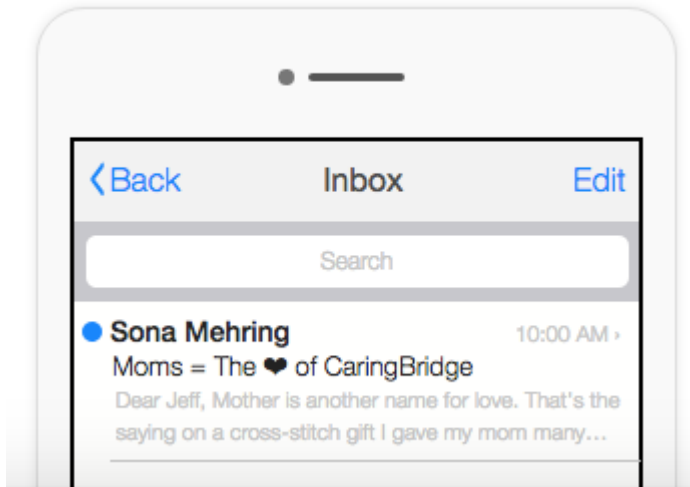 Back Inbox Edit
Search
Sona Mehring 10:00 AM ›
Moms = The ❤ of CaringBridge
Dear Jeff, Mother is another name for love. That's the
saying on a cross-stitch gift I gave my mom many...